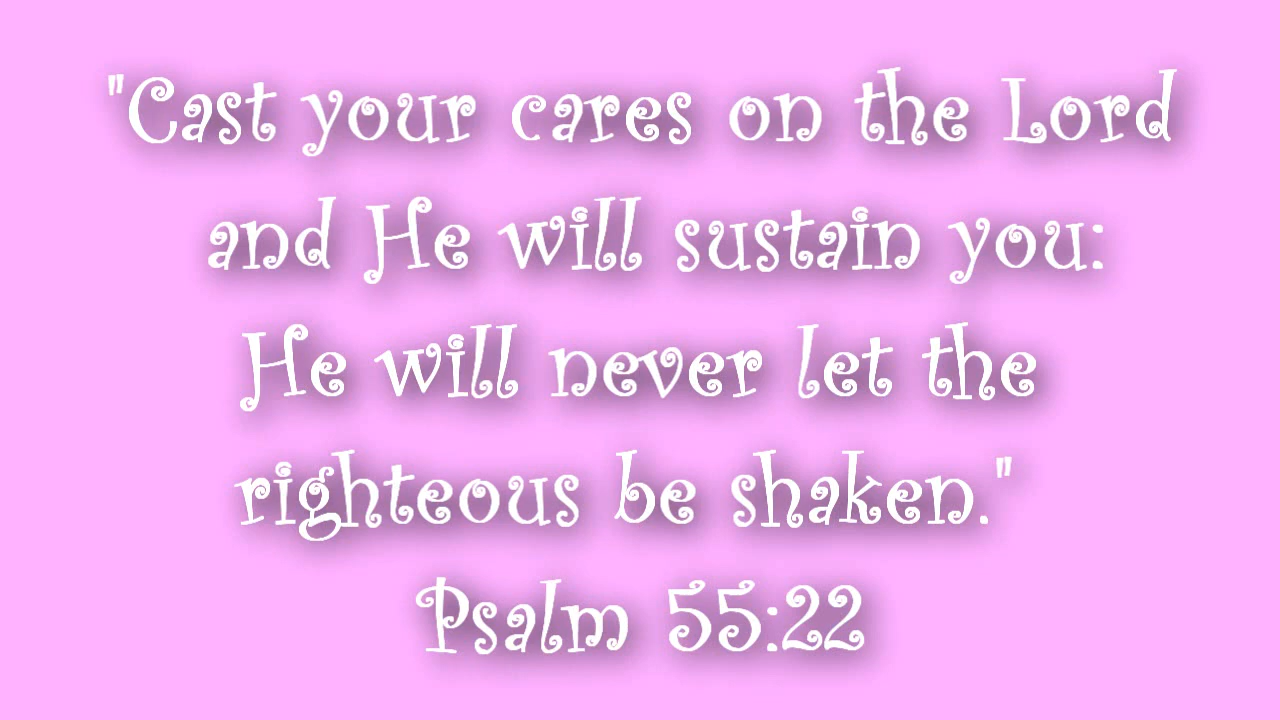 "Cast your cares on the Lord
and He will sustain you:
He will never let the
righteous be shaken."
Psalm 55:22